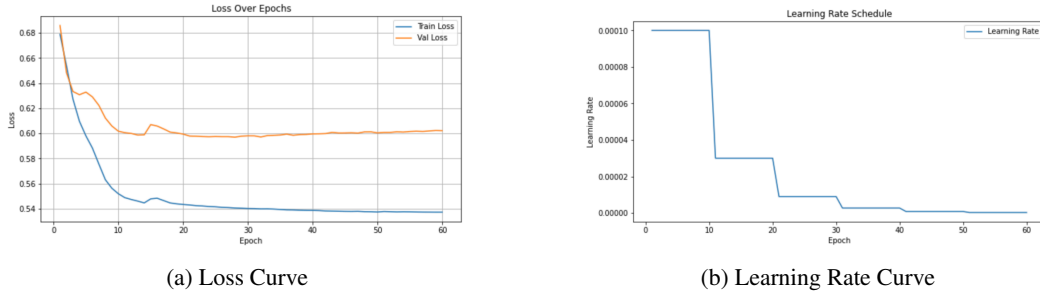 Loss Over Epochs
Train Loss
Val Loss
0.68
0.66
0.64
0.62
0.60
0.58
0.56
0.54
Loss
0 10 20 30 40 50 60
Epoch
(a) Loss Curve
Learning Rate Schedule
Learning Rate
0.00010
0.00008
0.00006
0.00004
0.00002
0.00000
Learning Rate
0 10 20 30 40 50 60
Epoch
(b) Learning Rate Curve